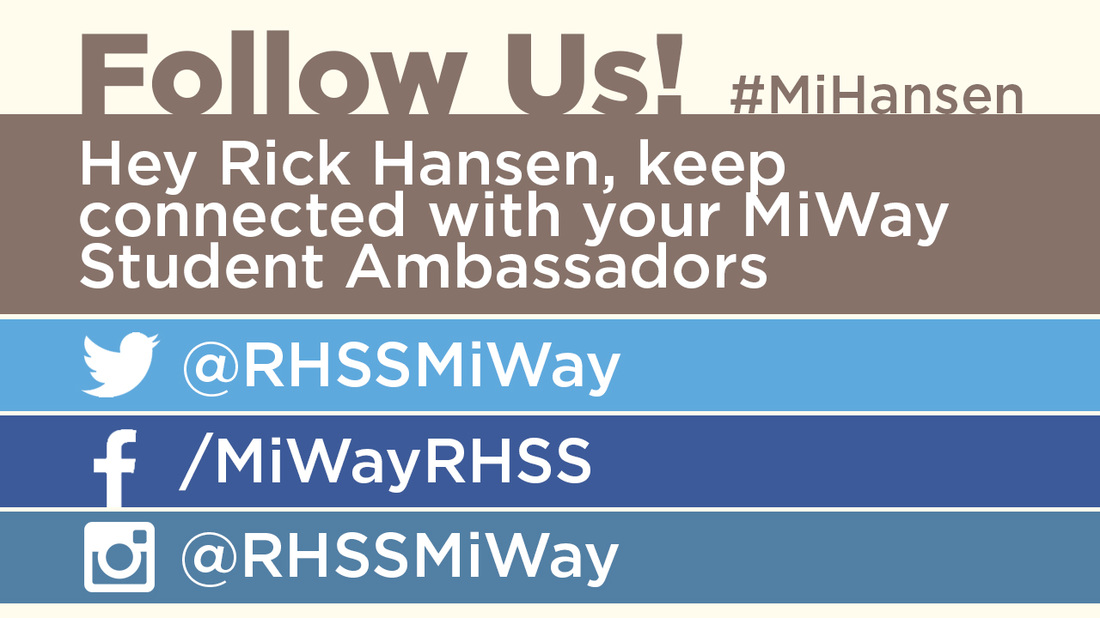 Follow Us! #MiHansen
Hey Rick Hansen, keep
connected with your MiWay
Student Ambassadors
@RHSSMiWay
/MiWayRHSS
@RHSSMiWay